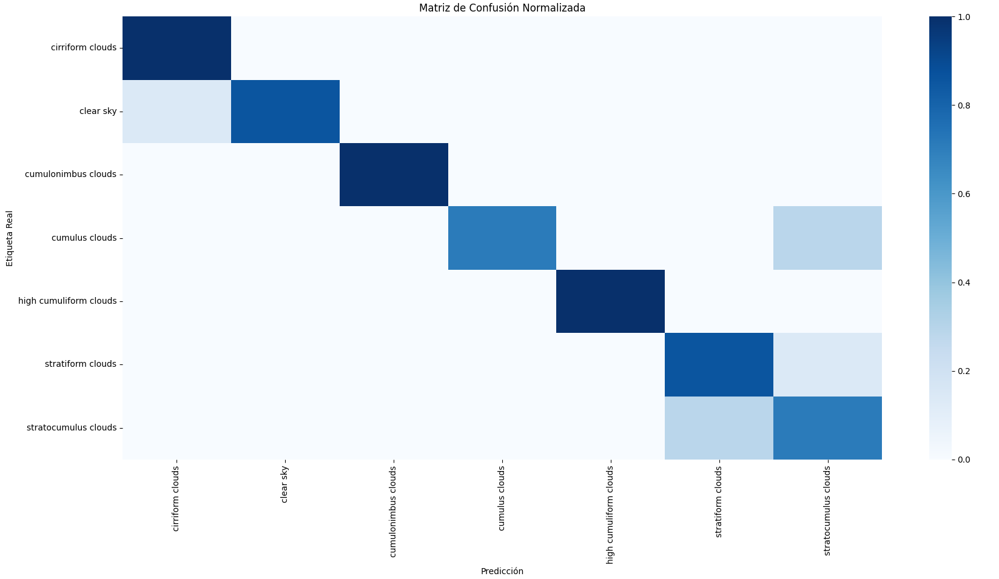 Matriz de Confusión Normalizada
Etiqueta Real
cirriform clouds
clear sky
cumulonimbus clouds
cumulus clouds
high cumuliform clouds
stratiform clouds
stratocumulus clouds
cirriform clouds
clear sky
cumulonimbus clouds
cumulus clouds
high cumuliform clouds
stratiform clouds
stratocumulus clouds
Predicción
1.0
0.8
0.6
0.4
0.2
0.0